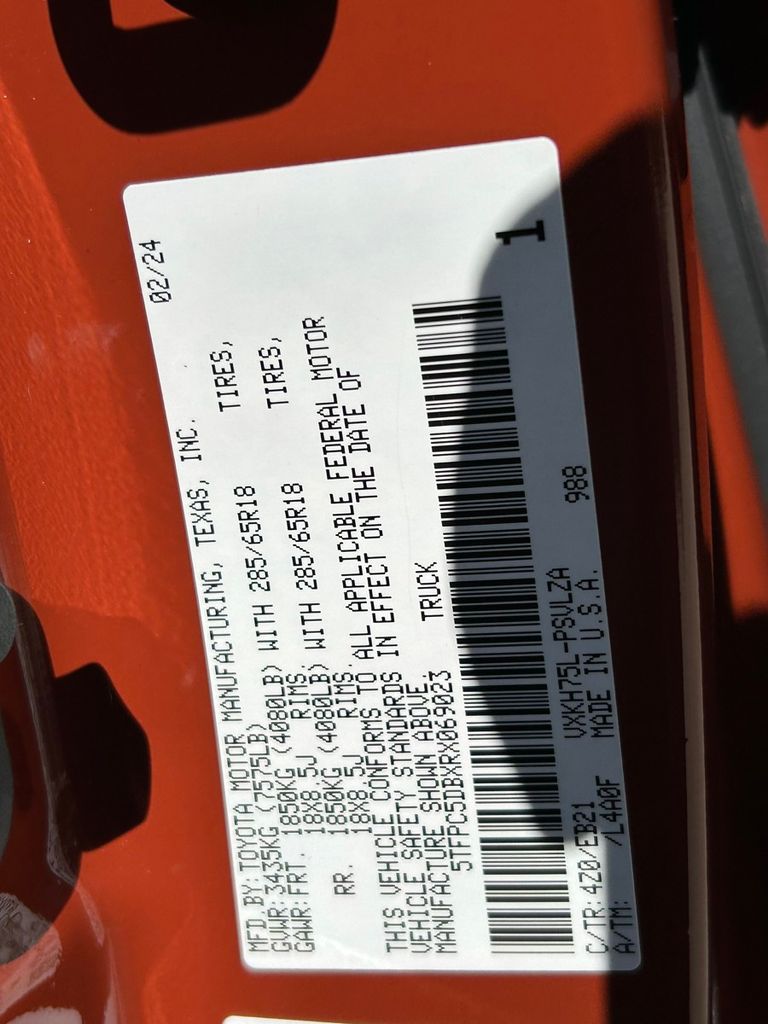 MFD.BY:TOYOTA MOTOR MANUFACTURING, TEXAS, INC. 02/24
GVWR:3435KG (7575LB)
GAWR:FRT. 1850KG (4080LB) WITH 285/65R18 TIRES,
18X8.5J RIMS,
RR. 1850KG (4080LB) WITH 285/65R18 TIRES,
18X8.5J RIMS.
THIS VEHICLE CONFORMS TO ALL APPLICABLE FEDERAL MOTOR
VEHICLE SAFETY STANDARDS IN EFFECT ON THE DATE OF
MANUFACTURE SHOWN ABOVE.
5TFPC5DBXRX069023 TRUCK
1
C/TR:4Z0/EB21 VXKH75L-PSVLZA 988
A/TM: /L4A0F MADE IN U.S.A.